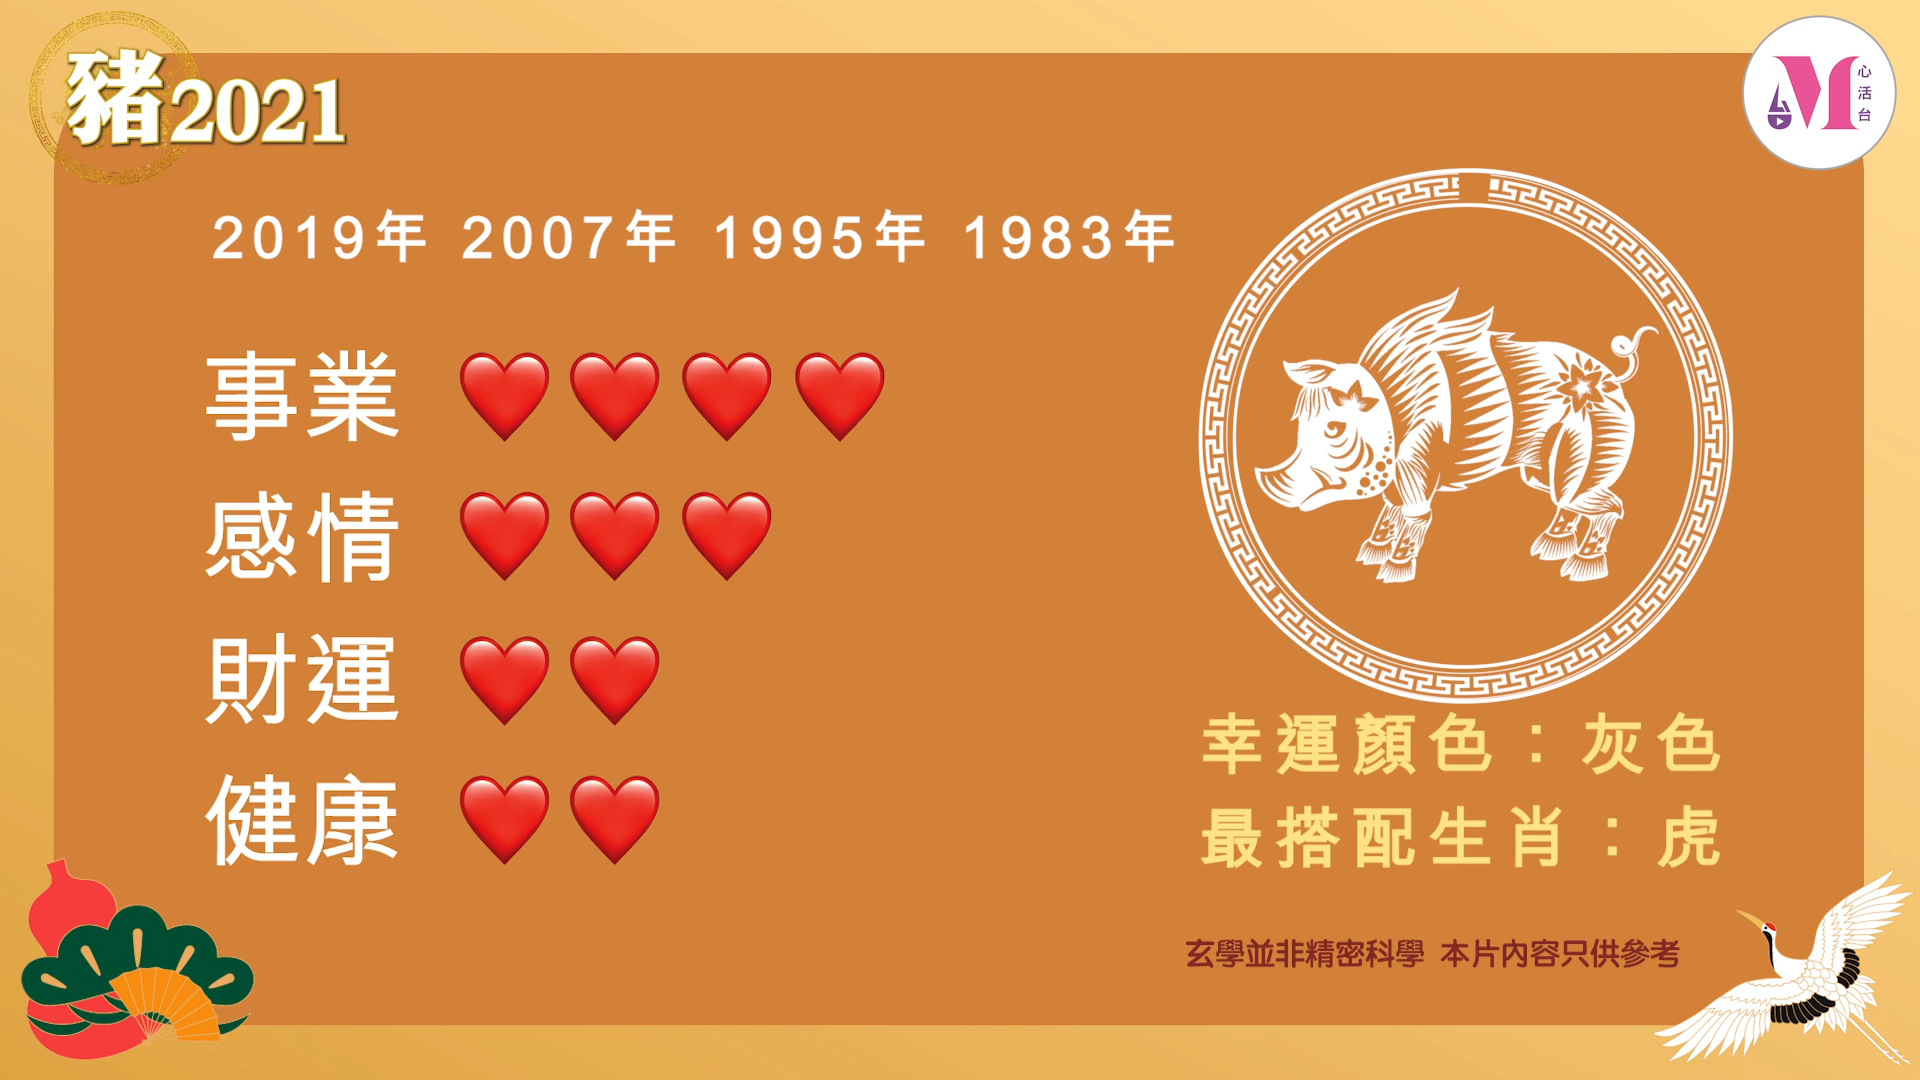 豬2021
心活台
2019年 2007年 1995年 1983年
事業
感情
財運
健康
幸運顏色：灰色
最搭配生肖：虎
玄學並非精密科學 本片內容只供參考